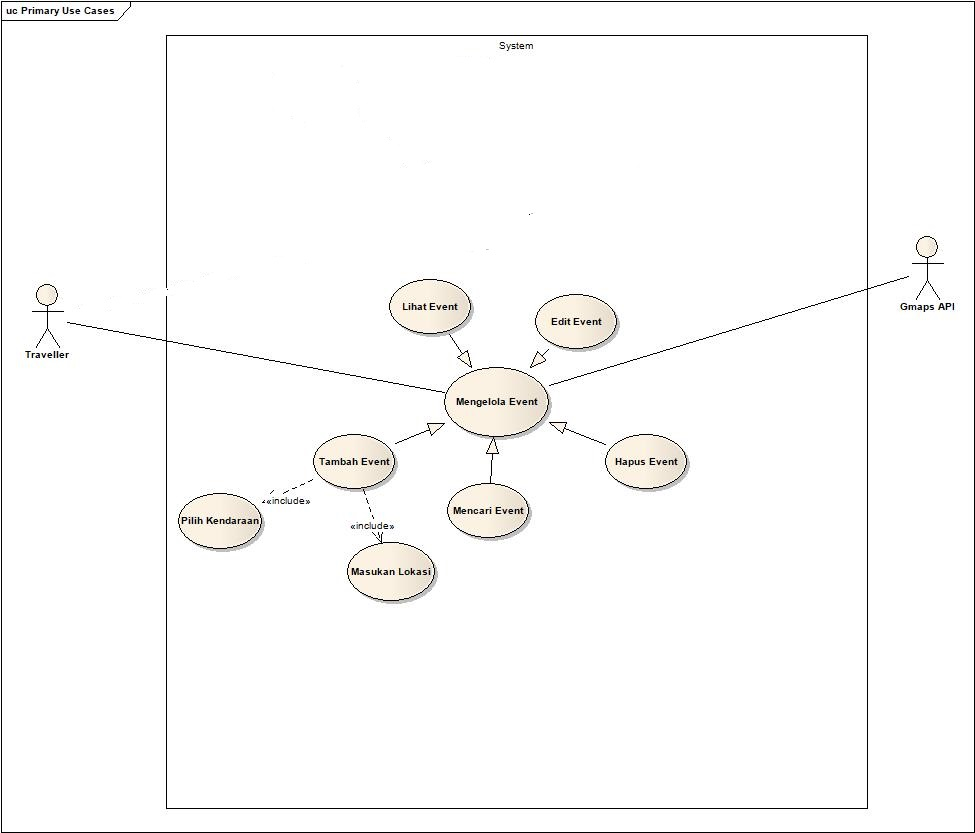 uc Primary Use Cases
System
Lihat Event
Edit Event
Gmaps API
Traveller
Mengelola Event
Tambah Event
Hapus Event
«include»
Mencari Event
Pilih Kendaraan
«include»
Masukan Lokasi